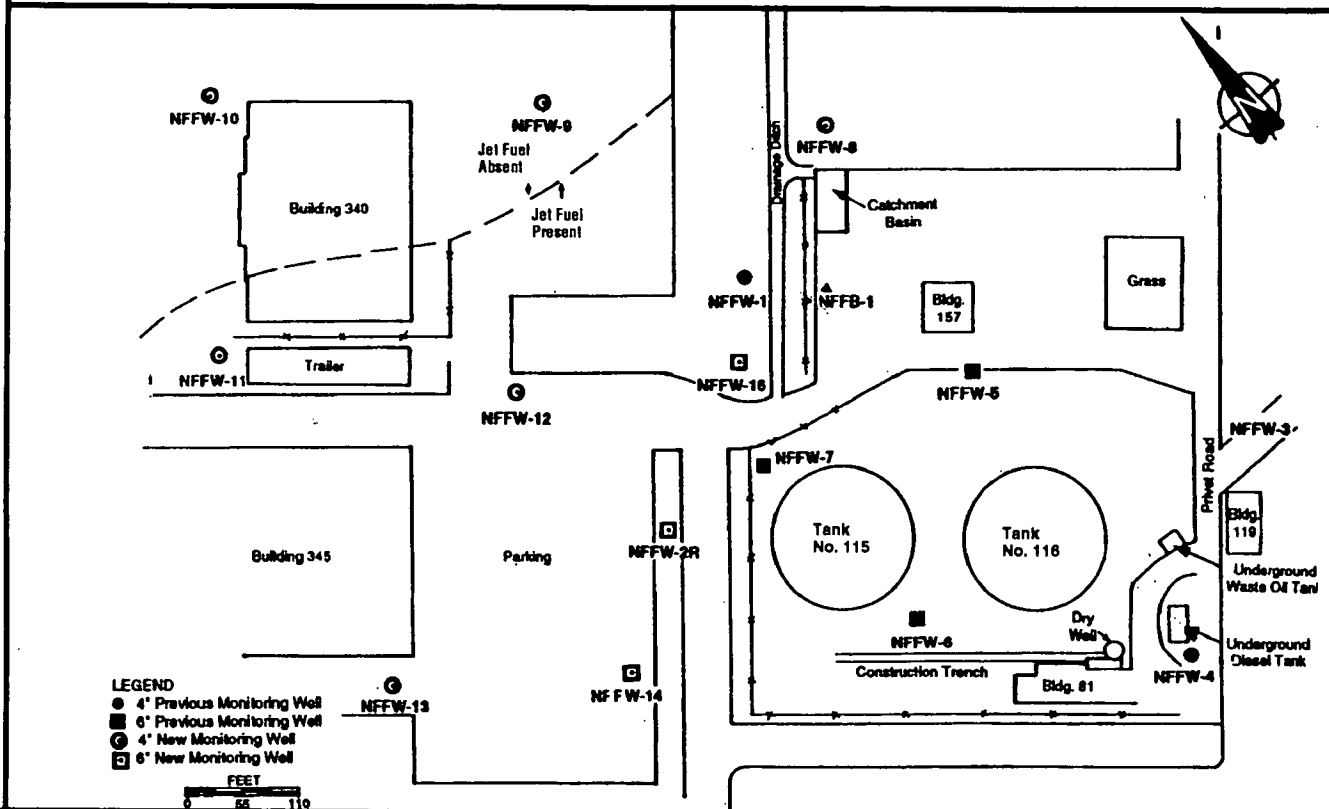 NFFW-10
NFFW-9
NFFW-8
Jet Fuel
Absent
Jet Fuel
Present
Building 340
Drainage Ditch
Catchment
Basin
N
NFFW-1
NFFB-1
Bldg.
157
Grass
NFFW-11
Trailer
NFFW-12
NFFW-16
NFFW-5
NFFW-3
Privat Road
NFFW-7
Building 345
Parking
NFFW-2R
Tank
No. 115
Tank
No. 116
Bldg.
119
Underground
Waste Oil Tank
NFFW-6
Dry
Well
Underground
Diesel Tank
Construction Trench
Bldg. 81
NFFW-4
NFFW-13
NFFW-14
LEGEND
4" Previous Monitoring Well
6" Previous Monitoring Well
4" New Monitoring Well
6" New Monitoring Well
FEET
0 55 110